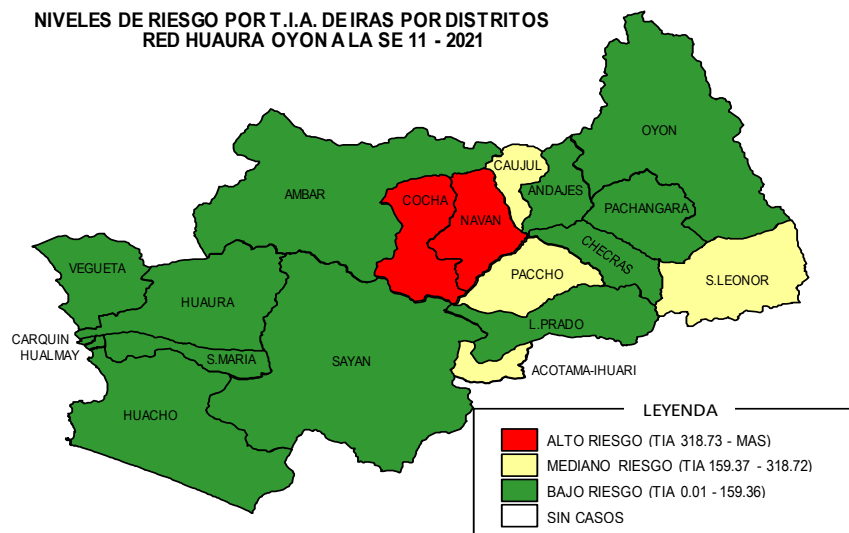 NIVELES DE RIESGO POR T.I.A. DE IRAS POR DISTRITOS
RED HUAURA OYON A LA SE 11 - 2021
OYON
CAUJUL
ANDAJES
AMBAR
COCHA
NAVAN
PACHANGARA
CHECRAS
VEGUETA
PACCHO
S.LEONOR
HUAURA
L.PRADO
CARQUIN
HUALMAY
S.MARIA
SAYAN
ACOTAMA-IHUARI
HUACHO
LEYENDA
ALTO RIESGO (TIA 318.73 - MAS)
MEDIANO RIESGO (TIA 159.37 - 318.72)
BAJO RIESGO (TIA 0.01 - 159.36)
SIN CASOS